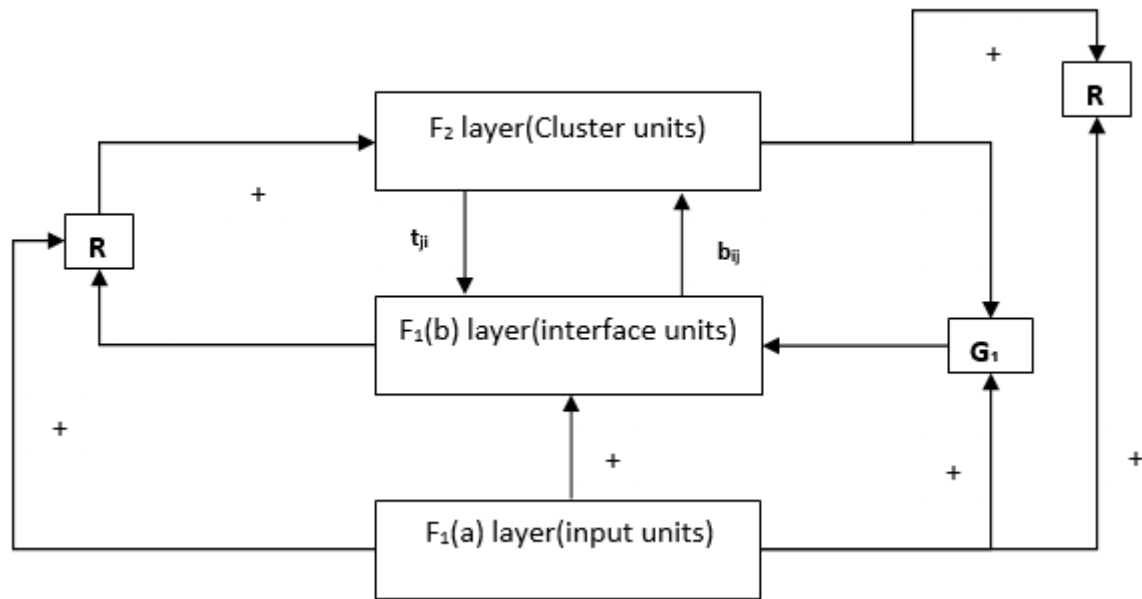 +
R
F₂ layer(Cluster units)
+
R
tⱼᵢ
bᵢⱼ
F₁(b) layer(interface units)
G₁
+
+
+
+
F₁(a) layer(input units)